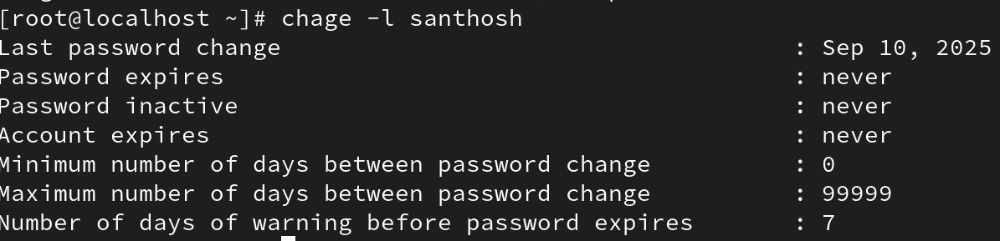 [root@localhost ~]# chage -l santhosh
Last password change : Sep 10, 2025
Password expires : never
Password inactive : never
Account expires : never
Minimum number of days between password change : 0
Maximum number of days between password change : 99999
Number of days of warning before password expires : 7